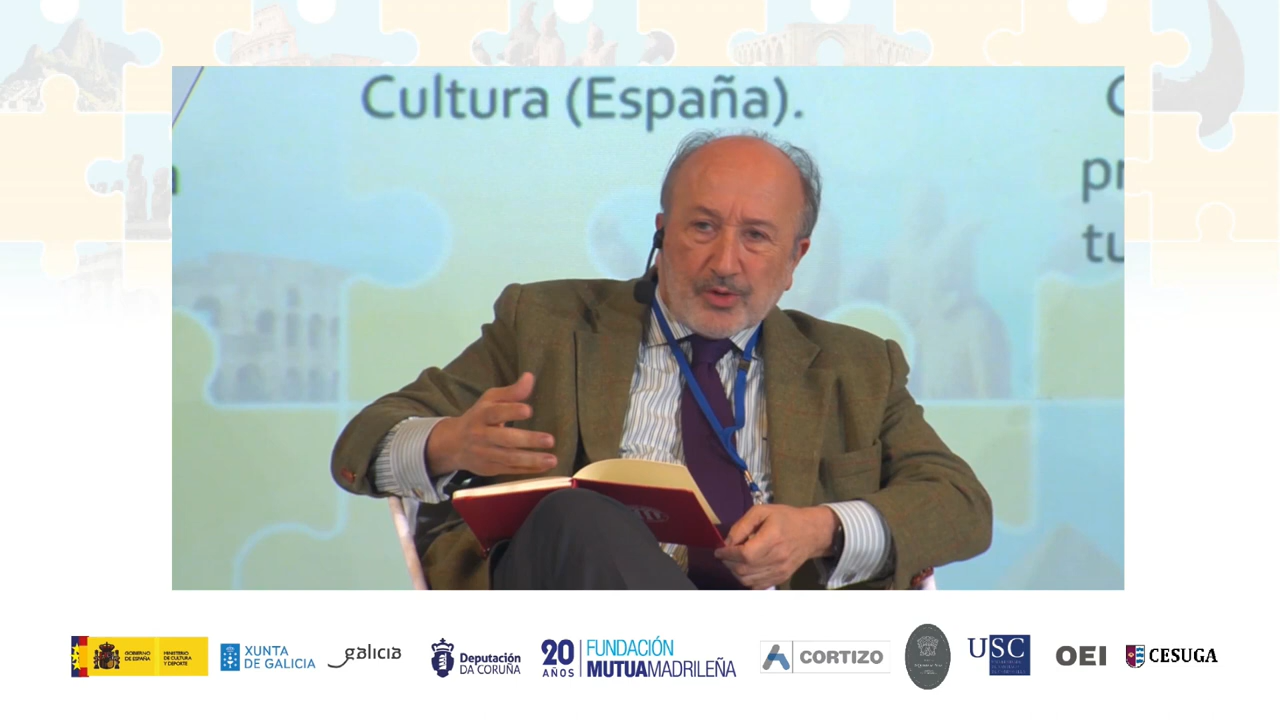 Cultura (España).
C
pr
tu
GOBIERNO
DE ESPAÑA
MINISTERIO
DE CULTURA
Y DEPORTE
XUNTA
DE GALICIA
galicia
Deputación
DA CORUÑA
20
AÑOS
FUNDACIÓN
MUTUAMADRILEÑA
CORTIZO
USC
OEI
CESUGA